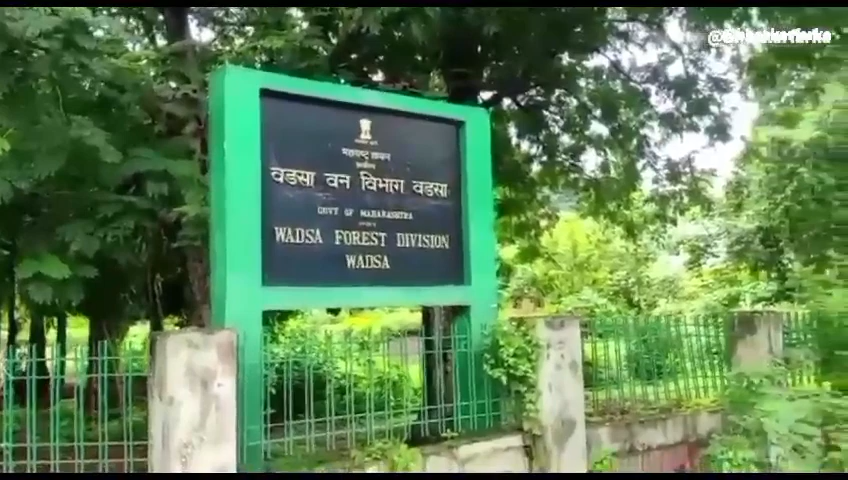 महाराष्ट्र शासन
वडसा वन विभाग वडसा
GOVT OF MAHARASHTRA
WADSA FOREST DIVISION
WADSA